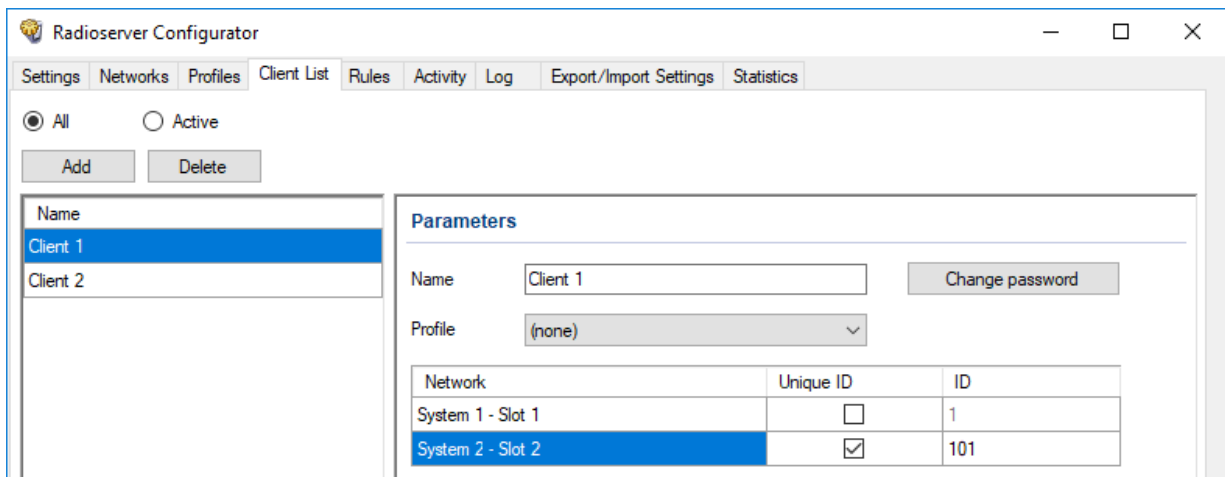 Radioserver Configurator
Settings Networks Profiles Client List Rules Activity Log Export/Import Settings Statistics
All Active
Add Delete
Name
Client 1
Client 2
Parameters
Name Client 1 Change password
Profile (none)
Network Unique ID ID
System 1 - Slot 1 1
System 2 - Slot 2 101